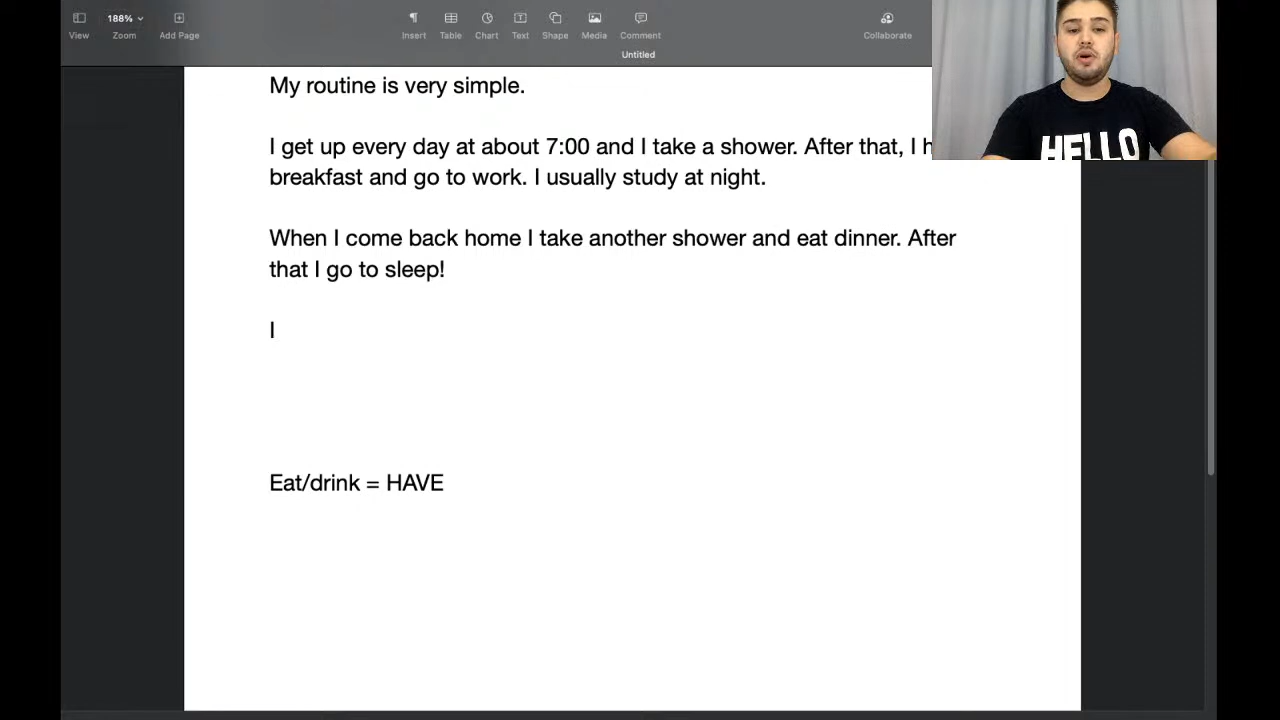 188%
View
Zoom
Add Page
Insert
Table
Chart
Text
Shape
Media
Comment
Collaborate
Untitled
HELLO
My routine is very simple.
I get up every day at about 7:00 and I take a shower. After that, I h
breakfast and go to work. I usually study at night.
When I come back home I take another shower and eat dinner. After
that I go to sleep!
I
Eat/drink = HAVE